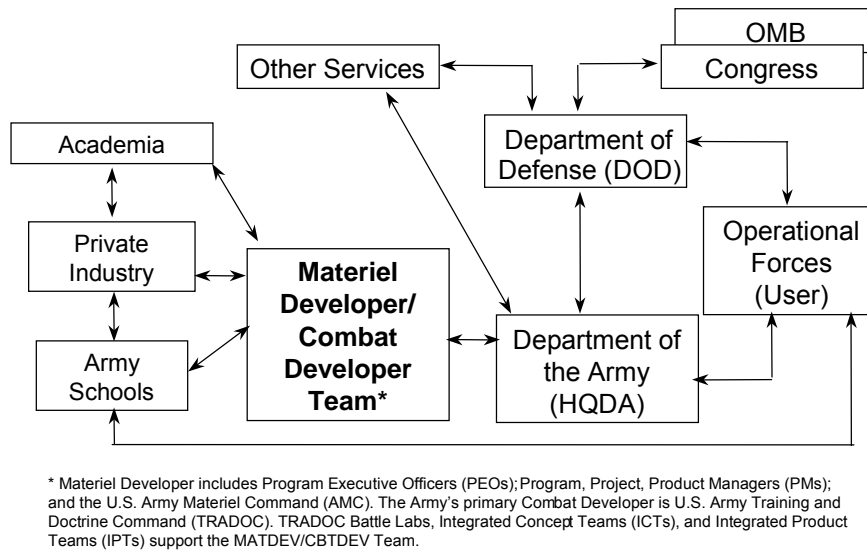 OMB
Congress
Other Services
Department of
Defense (DOD)
Academia
Private
Industry
Materiel
Developer/
Combat
Developer
Team*
Operational
Forces
(User)
Army
Schools
Department of
the Army
(HQDA)
* Materiel Developer includes Program Executive Officers (PEOs); Program, Project, Product Managers (PMs);
and the U.S. Army Materiel Command (AMC). The Army's primary Combat Developer is U.S. Army Training and
Doctrine Command (TRADOC). TRADOC Battle Labs, Integrated Concept Teams (ICTs), and Integrated Product
Teams (IPTs) support the MATDEV/CBTDEV Team.